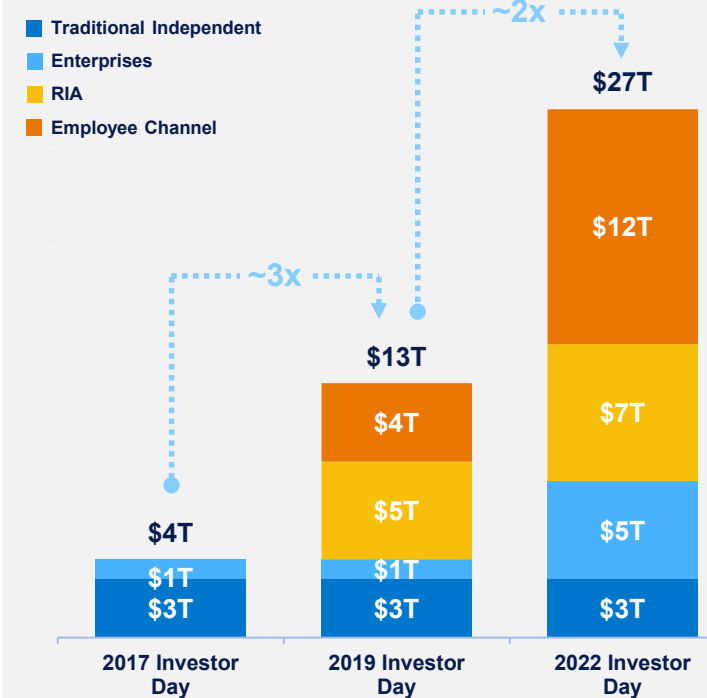 Traditional Independent
Enterprises
RIA
Employee Channel
~2x
$27T
$12T
~3x
$13T
$4T
$7T
$5T
$4T
$5T
$1T
$1T
$3T
$3T
$3T
2017 Investor
Day
2019 Investor
Day
2022 Investor
Day